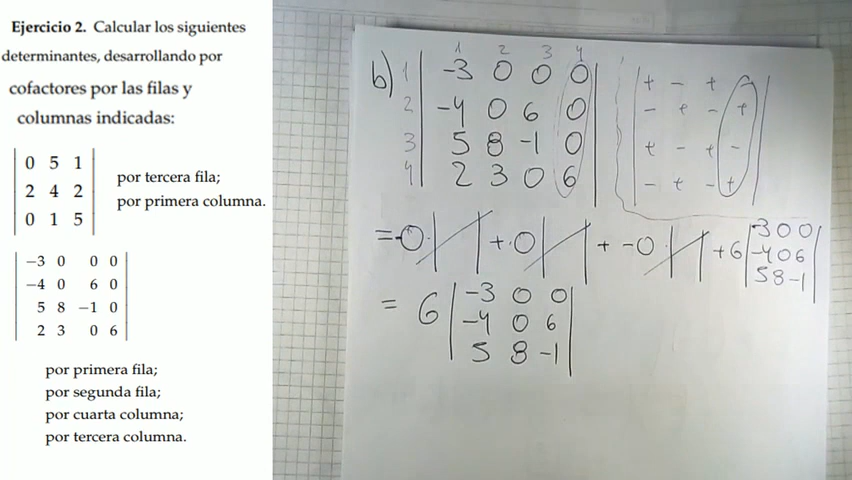 Ejercicio 2. Calcular los siguientes
determinantes, desarrollando por
cofactores por las filas y
columnas indicadas:
0 5 1
2 4 2
0 1 5
por tercera fila;
por primera columna.
−3 0 0 0
−4 0 6 0
5 8 −1 0
2 3 0 6
por primera fila;
por segunda fila;
por cuarta columna;
por tercera columna.
b)
1 2 3 4
1 | -3 0 0 0 |
2 | -4 0 6 0 |
3 | 5 8 -1 0 |
4 | 2 3 0 6 |
| + - + - |
| - + - + |
| + - + - |
| - + - + |
= -0 · | | + 0 · | | + -0 · | | + 6 | -3 0 0 |
| -4 0 6 |
| 5 8 -1 |
= 6 | -3 0 0 |
| -4 0 6 |
| 5 8 -1 |